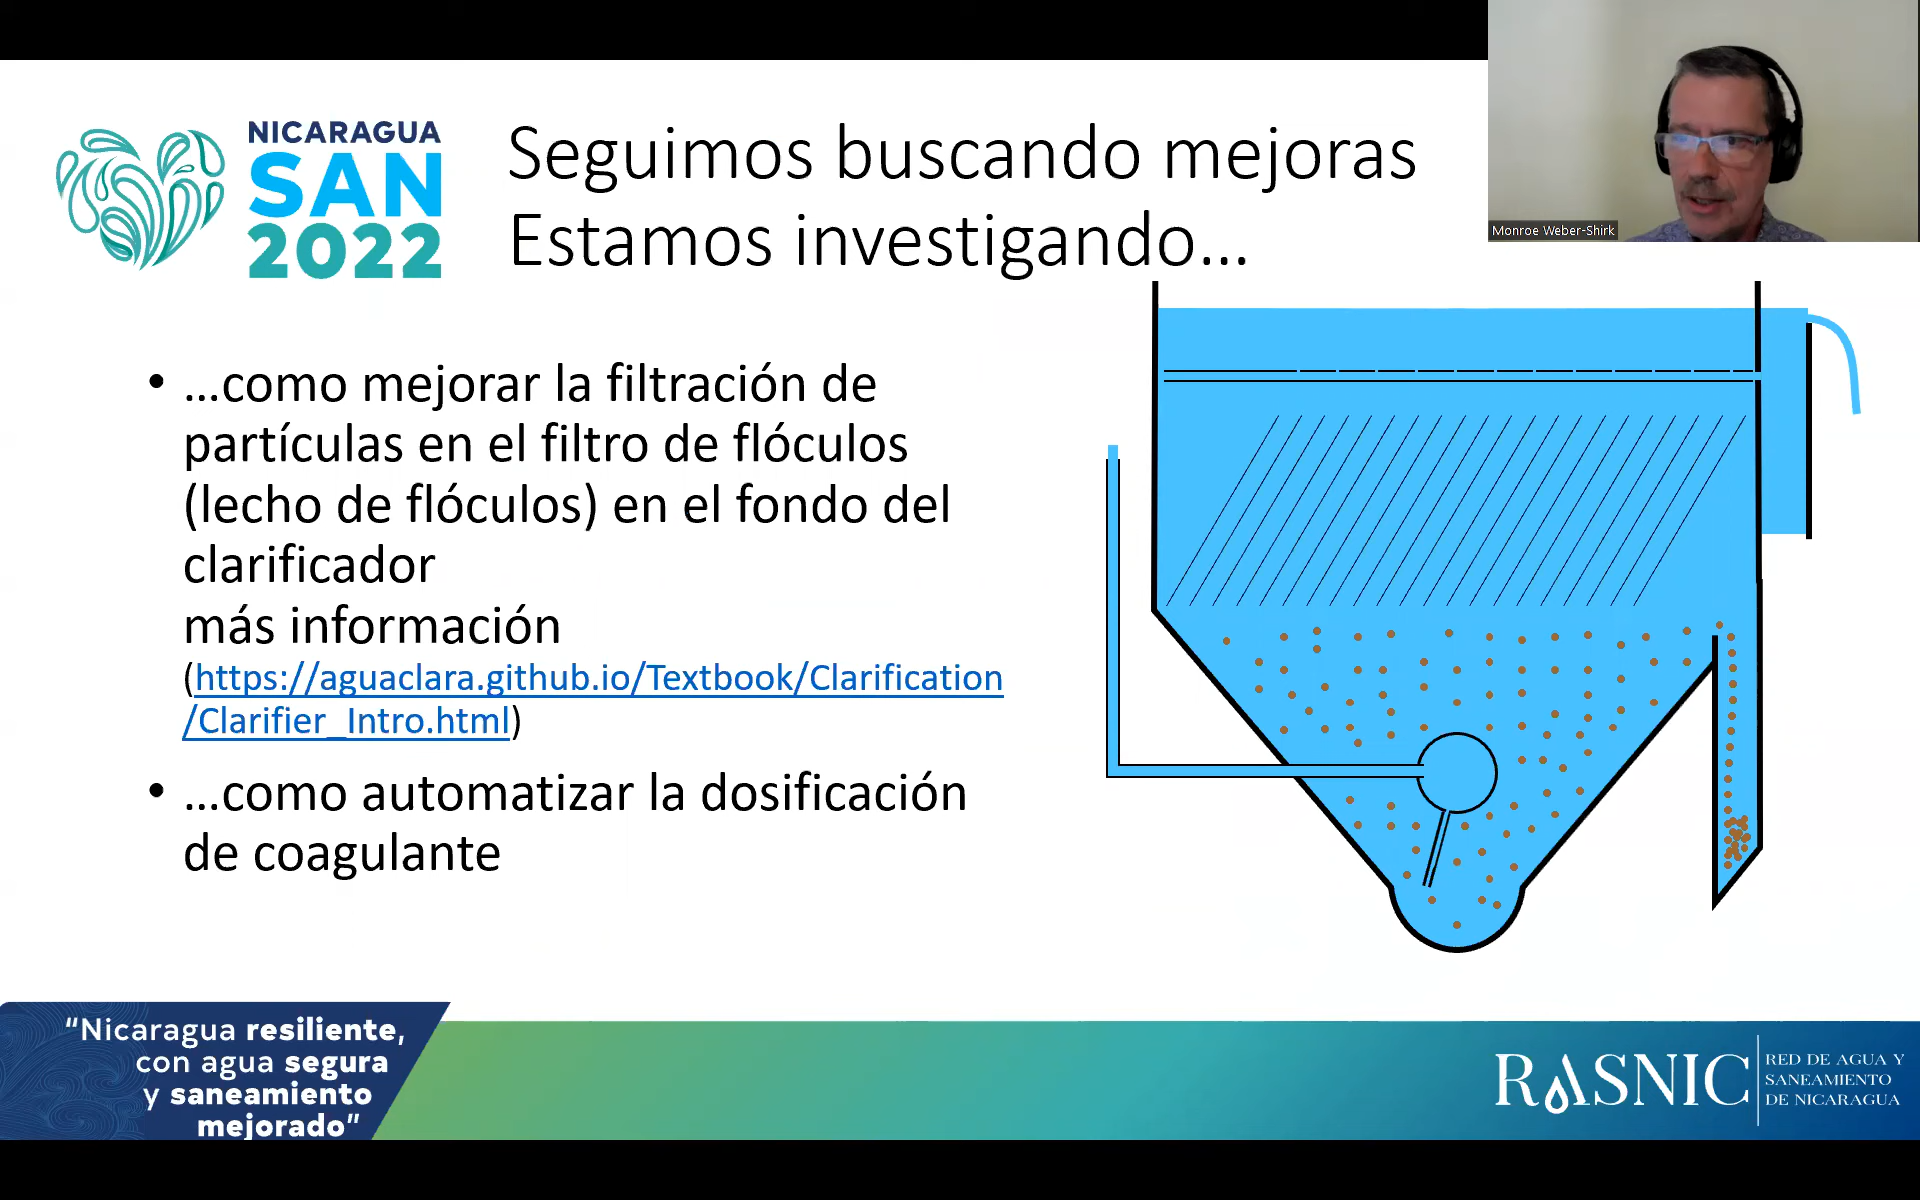 NICARAGUA
SAN
2022
Seguimos buscando mejoras
Estamos investigando...
Monroe Weber-Shirk
• ...como mejorar la filtración de
partículas en el filtro de flóculos
(lecho de flóculos) en el fondo del
clarificador
más información
(https://aguaclara.github.io/Textbook/Clarification
/Clarifier_Intro.html)
• ...como automatizar la dosificación
de coagulante
“Nicaragua resiliente,
con agua segura
y saneamiento
mejorado”
RASNIC
RED DE AGUA Y
SANEAMIENTO
DE NICARAGUA